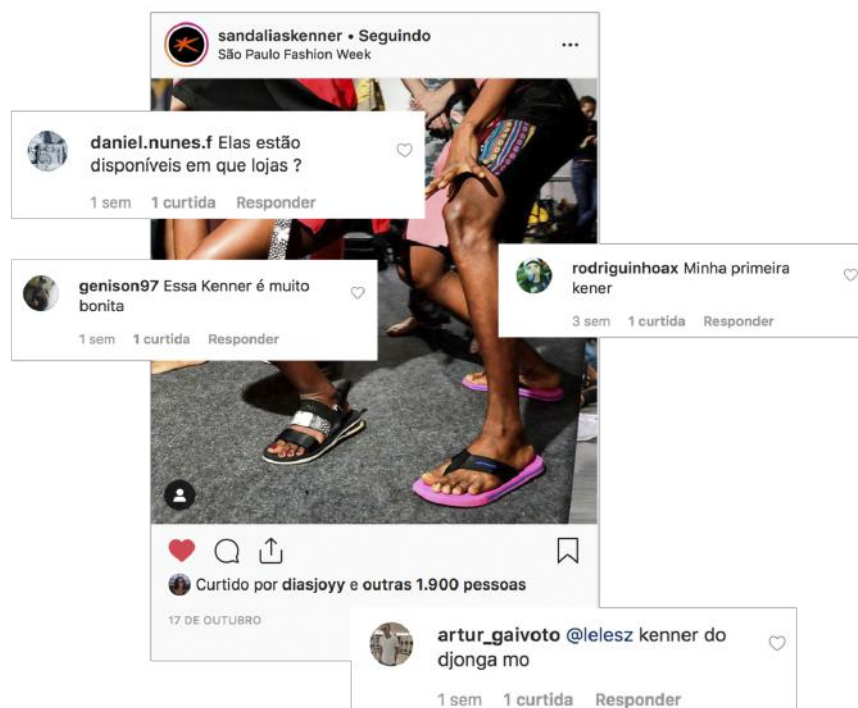 sandaliaskenner • Seguindo
São Paulo Fashion Week
daniel.nunes.f Elas estão
disponíveis em que lojas ?
1 sem 1 curtida Responder
genison97 Essa Kenner é muito
bonita
1 sem 1 curtida Responder
rodriguinhoax Minha primeira
kener
3 sem 1 curtida Responder
Curtido por diasjoyy e outras 1.900 pessoas
17 DE OUTUBRO
artur_gaivoto @lelesz kenner do
djonga mo
1 sem 1 curtida Responder